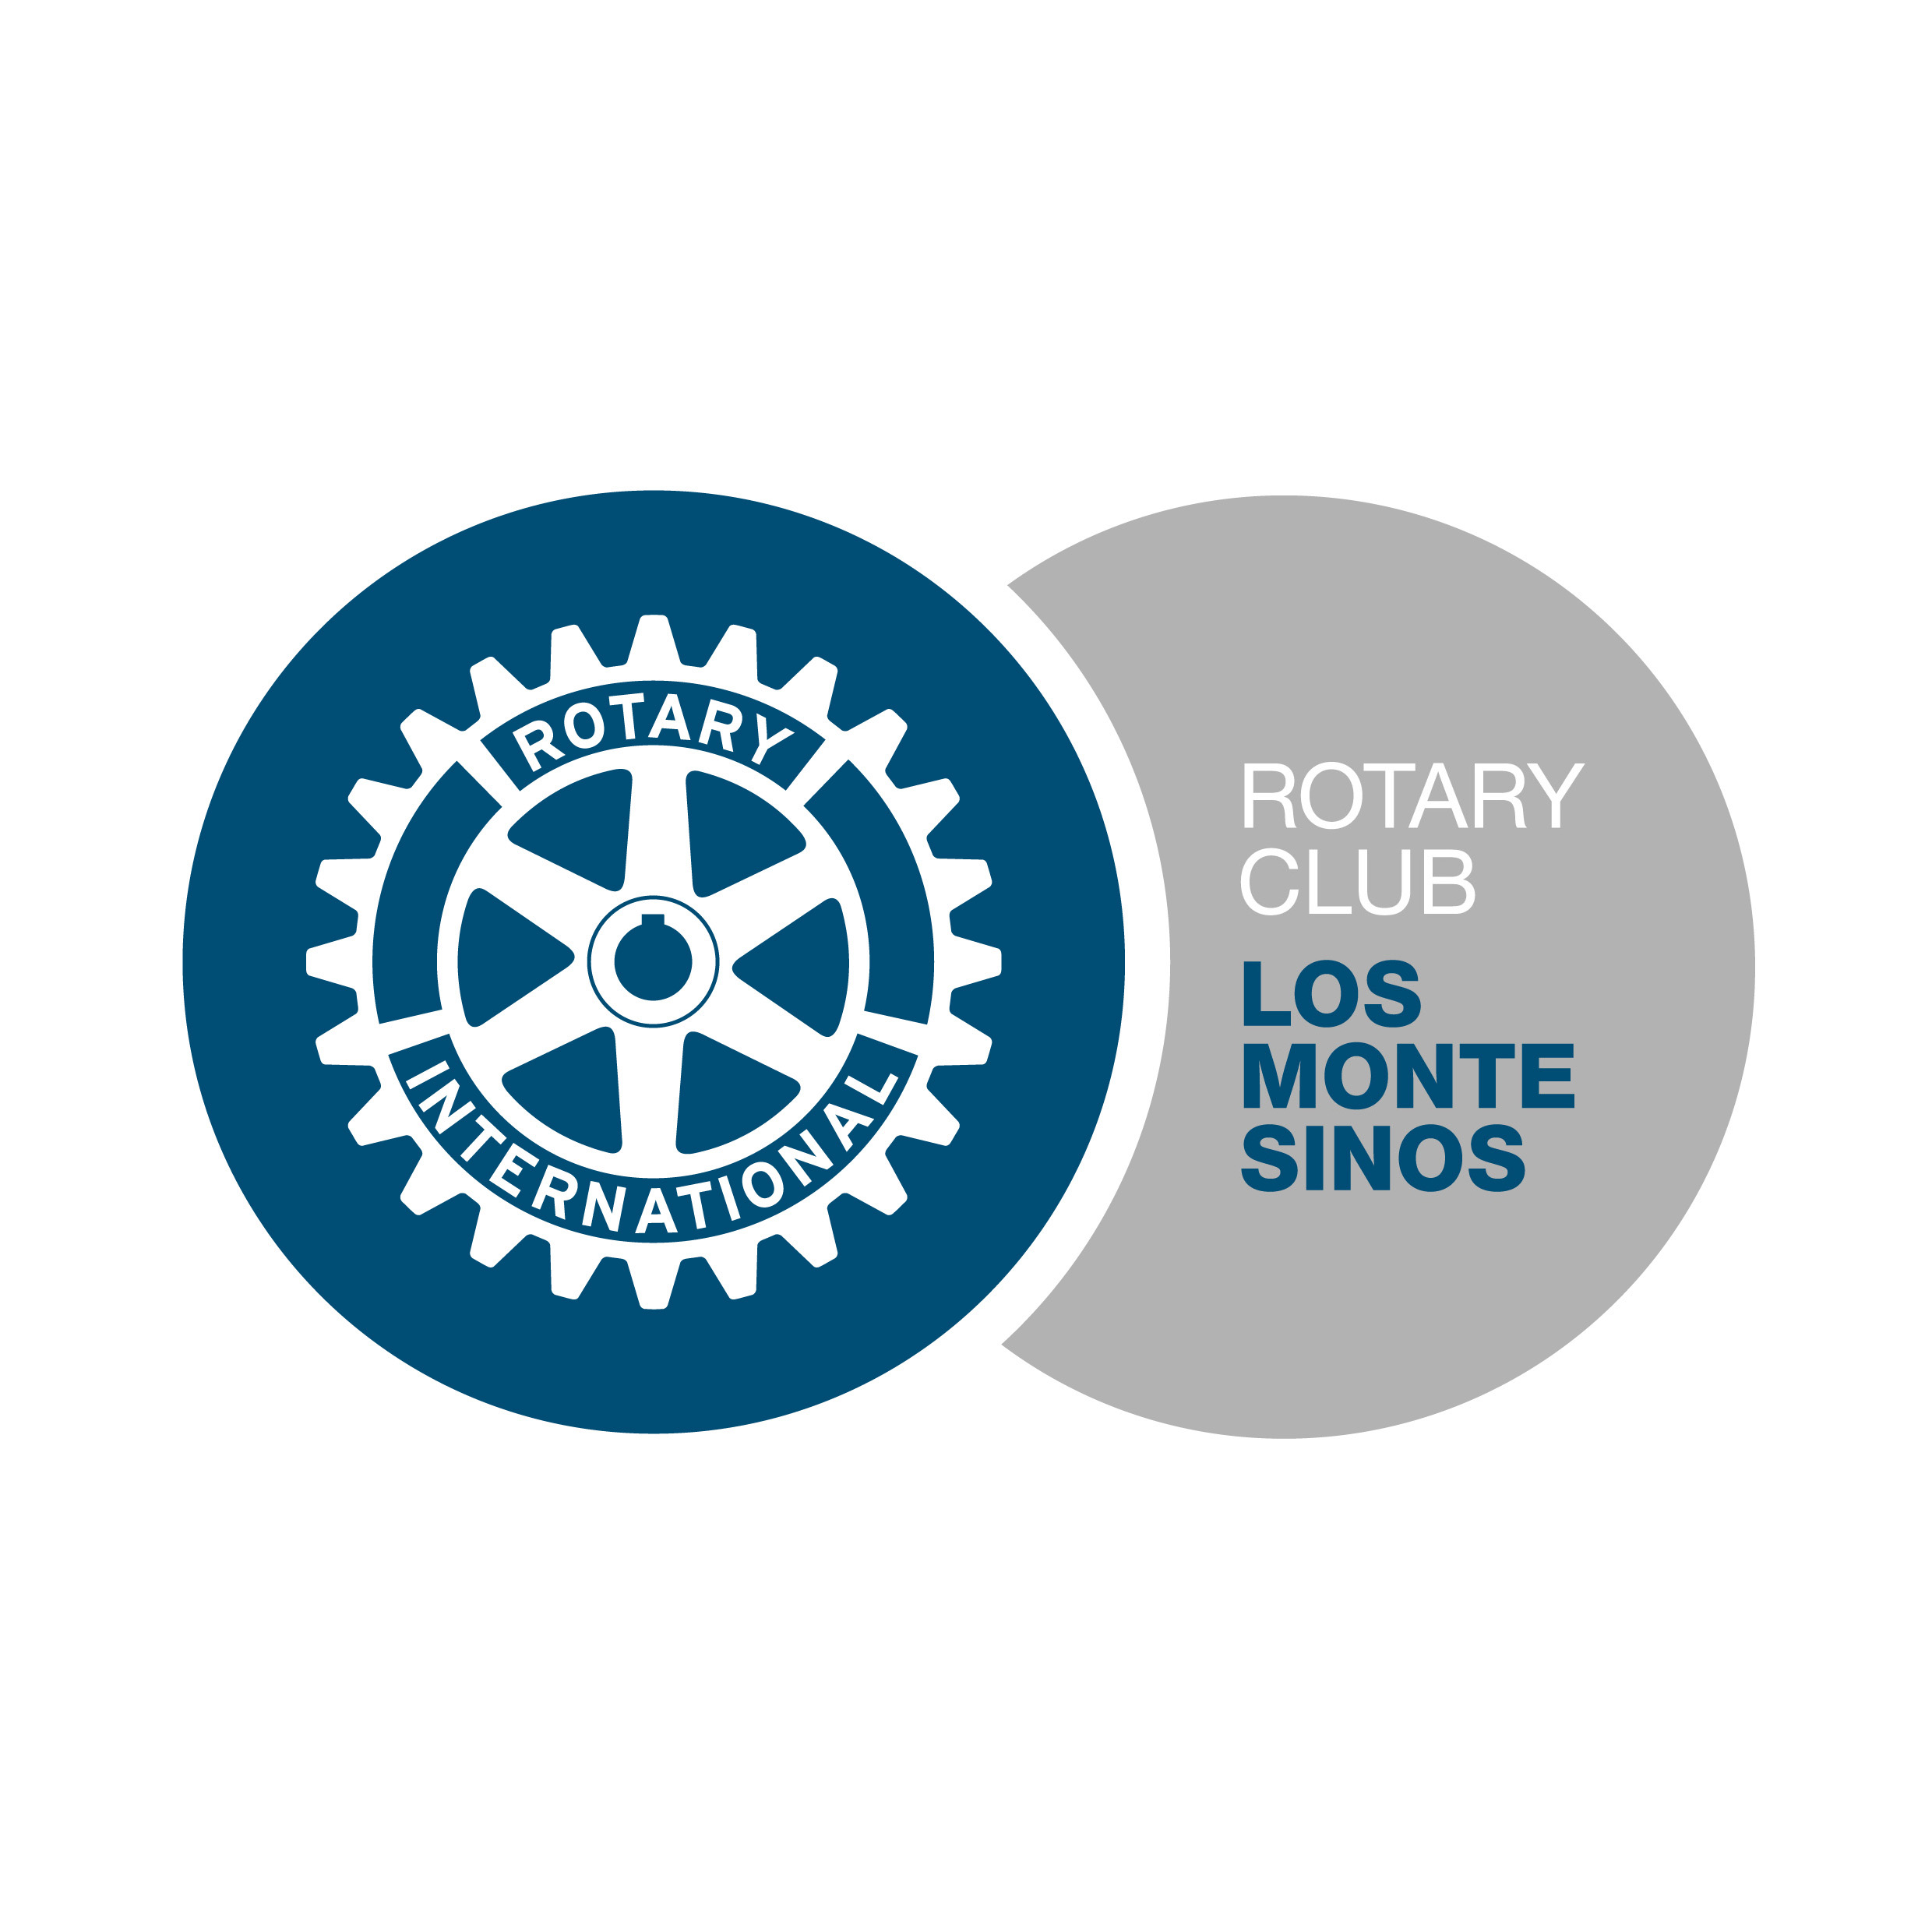 ROTARY
INTERNATIONAL
ROTARY
CLUB
LOS
MONTE
SINOS